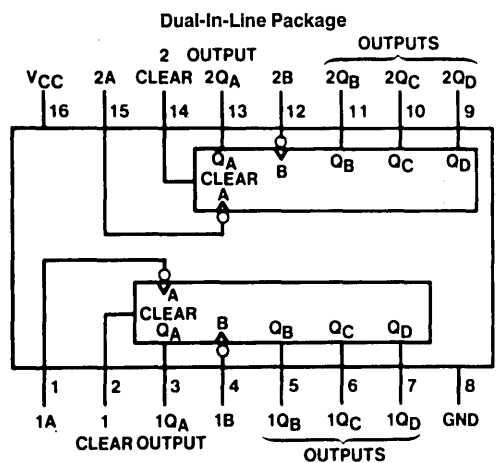 Dual-In-Line Package
2 OUTPUT OUTPUTS
VCC 2A CLEAR 2QA 2B 2QB 2QC 2QD
16 15 14 13 12 11 10 9
QA B QB QC QD
CLEAR
A
A
CLEAR
QA B QB QC QD
1 2 3 4 5 6 7 8
1A 1 1QA 1B 1QB 1QC 1QD GND
CLEAR OUTPUT OUTPUTS